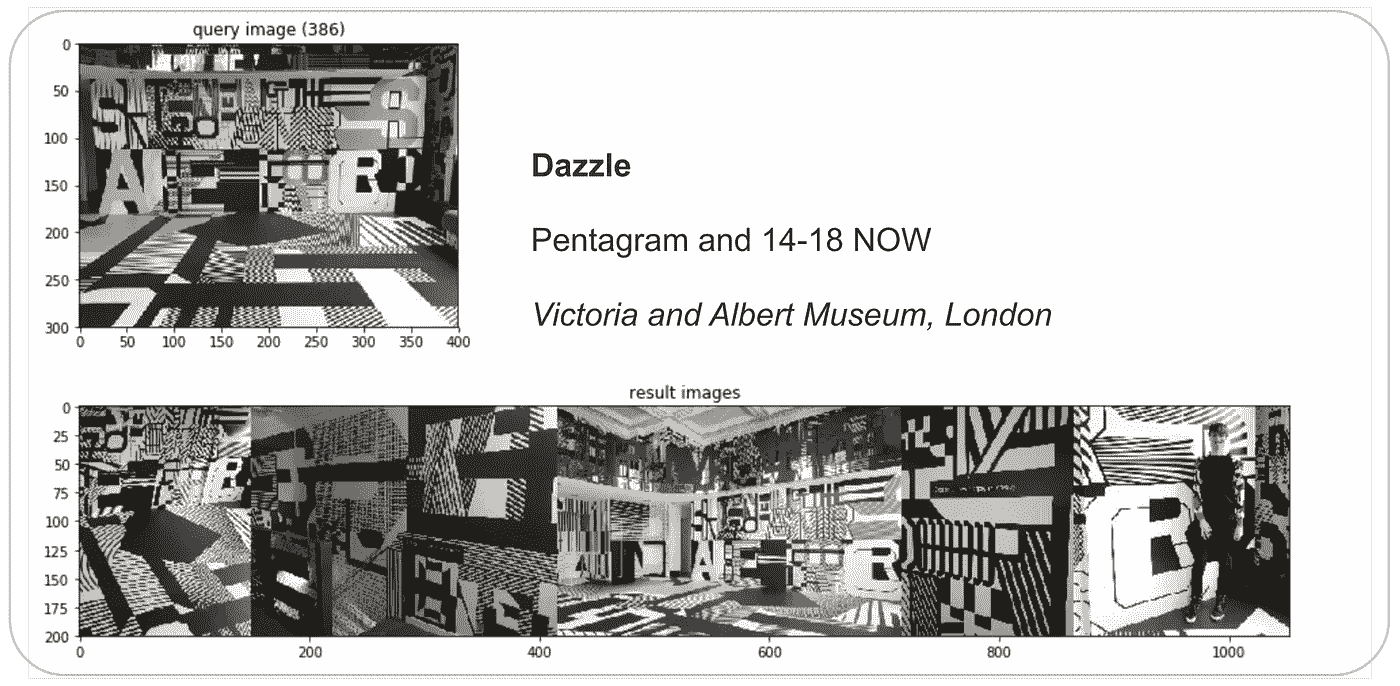 query image (386)
0
50
100
150
200
250
300
0 50 100 150 200 250 300 350 400
Dazzle
Pentagram and 14-18 NOW
Victoria and Albert Museum, London
result images
0
25
50
75
100
125
150
175
200
0 200 400 600 800 1000